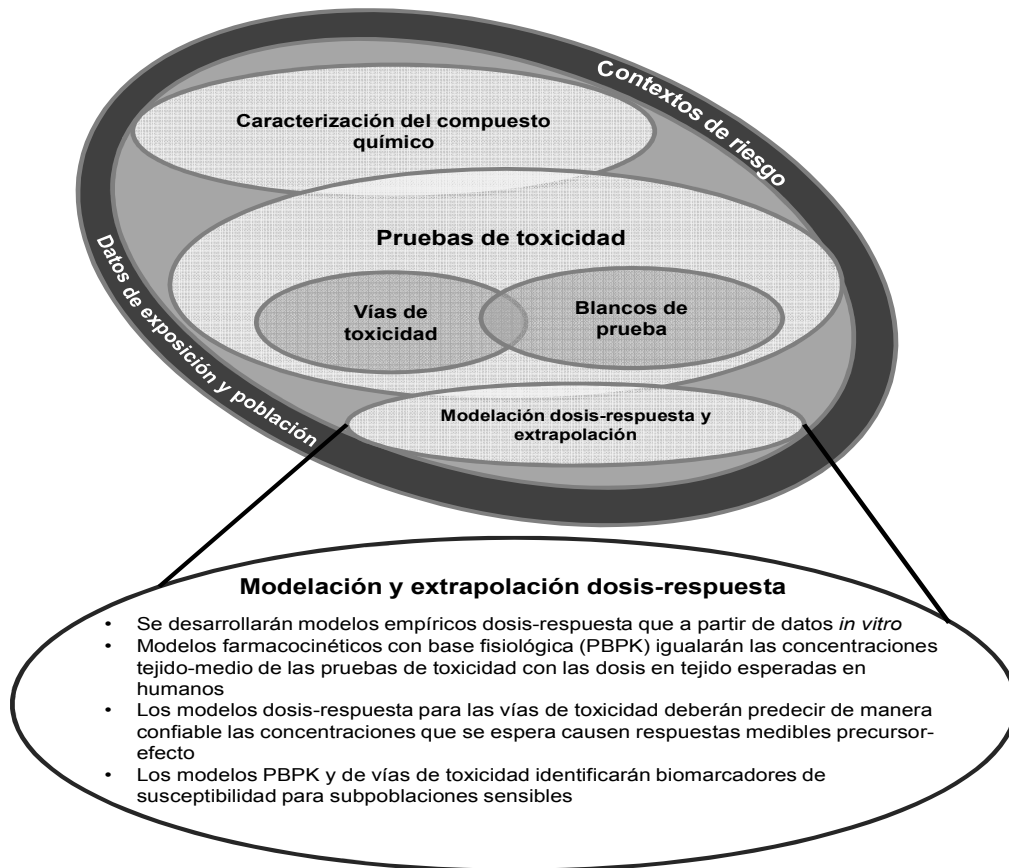 Contextos de riesgo
Caracterización del compuesto
químico
Pruebas de toxicidad
Vías de
toxicidad
Blancos de
prueba
Datos de exposición y población
Modelación dosis-respuesta y
extrapolación
Modelación y extrapolación dosis-respuesta
• Se desarrollarán modelos empíricos dosis-respuesta que a partir de datos in vitro
• Modelos farmacocinéticos con base fisiológica (PBPK) igualarán las concentraciones
tejido-medio de las pruebas de toxicidad con las dosis en tejido esperadas en
humanos
• Los modelos dosis-respuesta para las vías de toxicidad deberán predecir de manera
confiable las concentraciones que se espera causen respuestas medibles precursor-
efecto
• Los modelos PBPK y de vías de toxicidad identificarán biomarcadores de
susceptibilidad para subpoblaciones sensibles